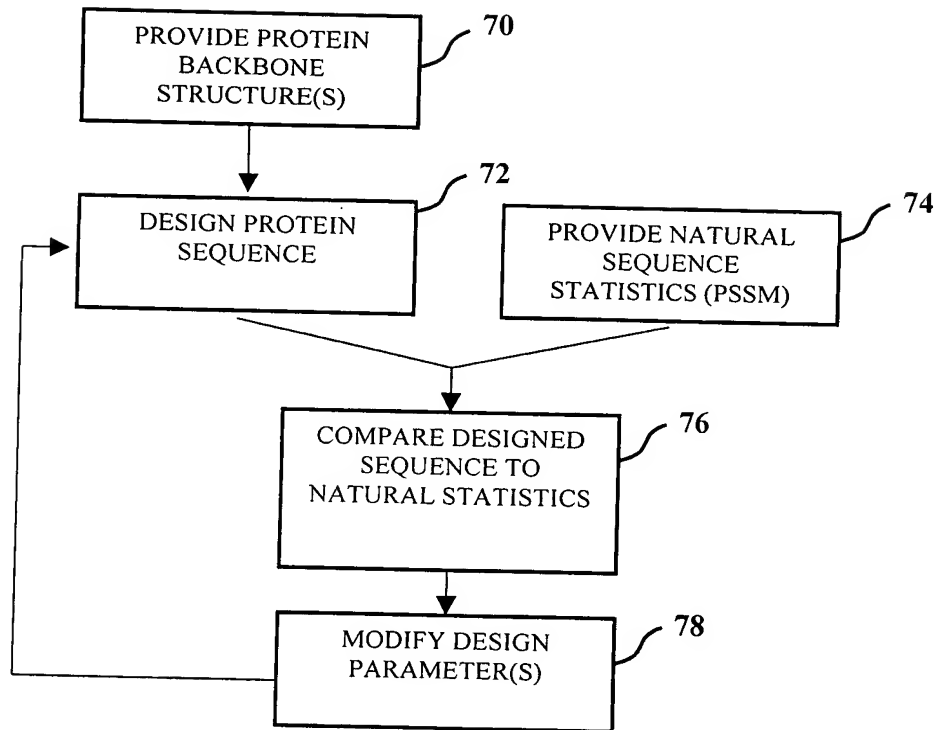 PROVIDE PROTEIN
BACKBONE
STRUCTURE(S)
70
DESIGN PROTEIN
SEQUENCE
72
PROVIDE NATURAL
SEQUENCE
STATISTICS (PSSM)
74
COMPARE DESIGNED
SEQUENCE TO
NATURAL STATISTICS
76
MODIFY DESIGN
PARAMETER(S)
78